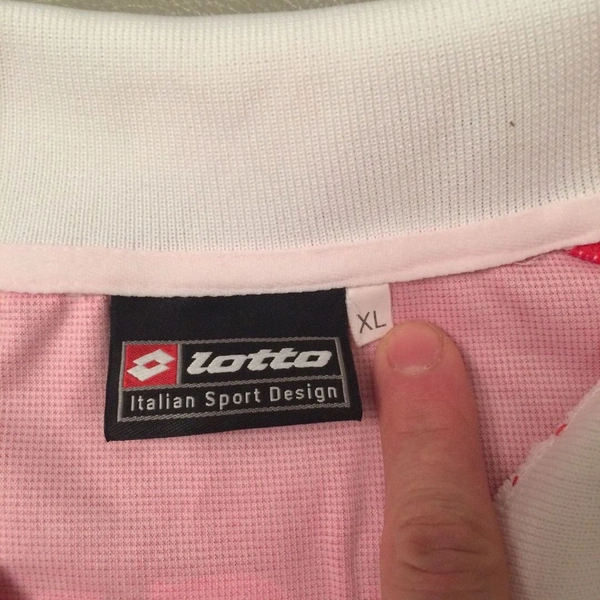 XL
lotto
Italian Sport Design